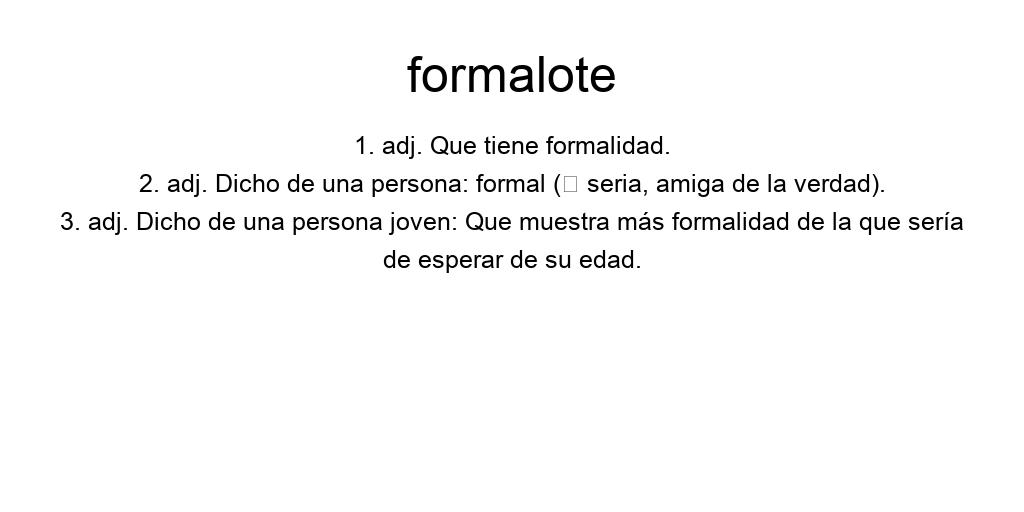 formalote
1. adj. Que tiene formalidad.
2. adj. Dicho de una persona: formal (□ seria, amiga de la verdad).
3. adj. Dicho de una persona joven: Que muestra más formalidad de la que sería
de esperar de su edad.